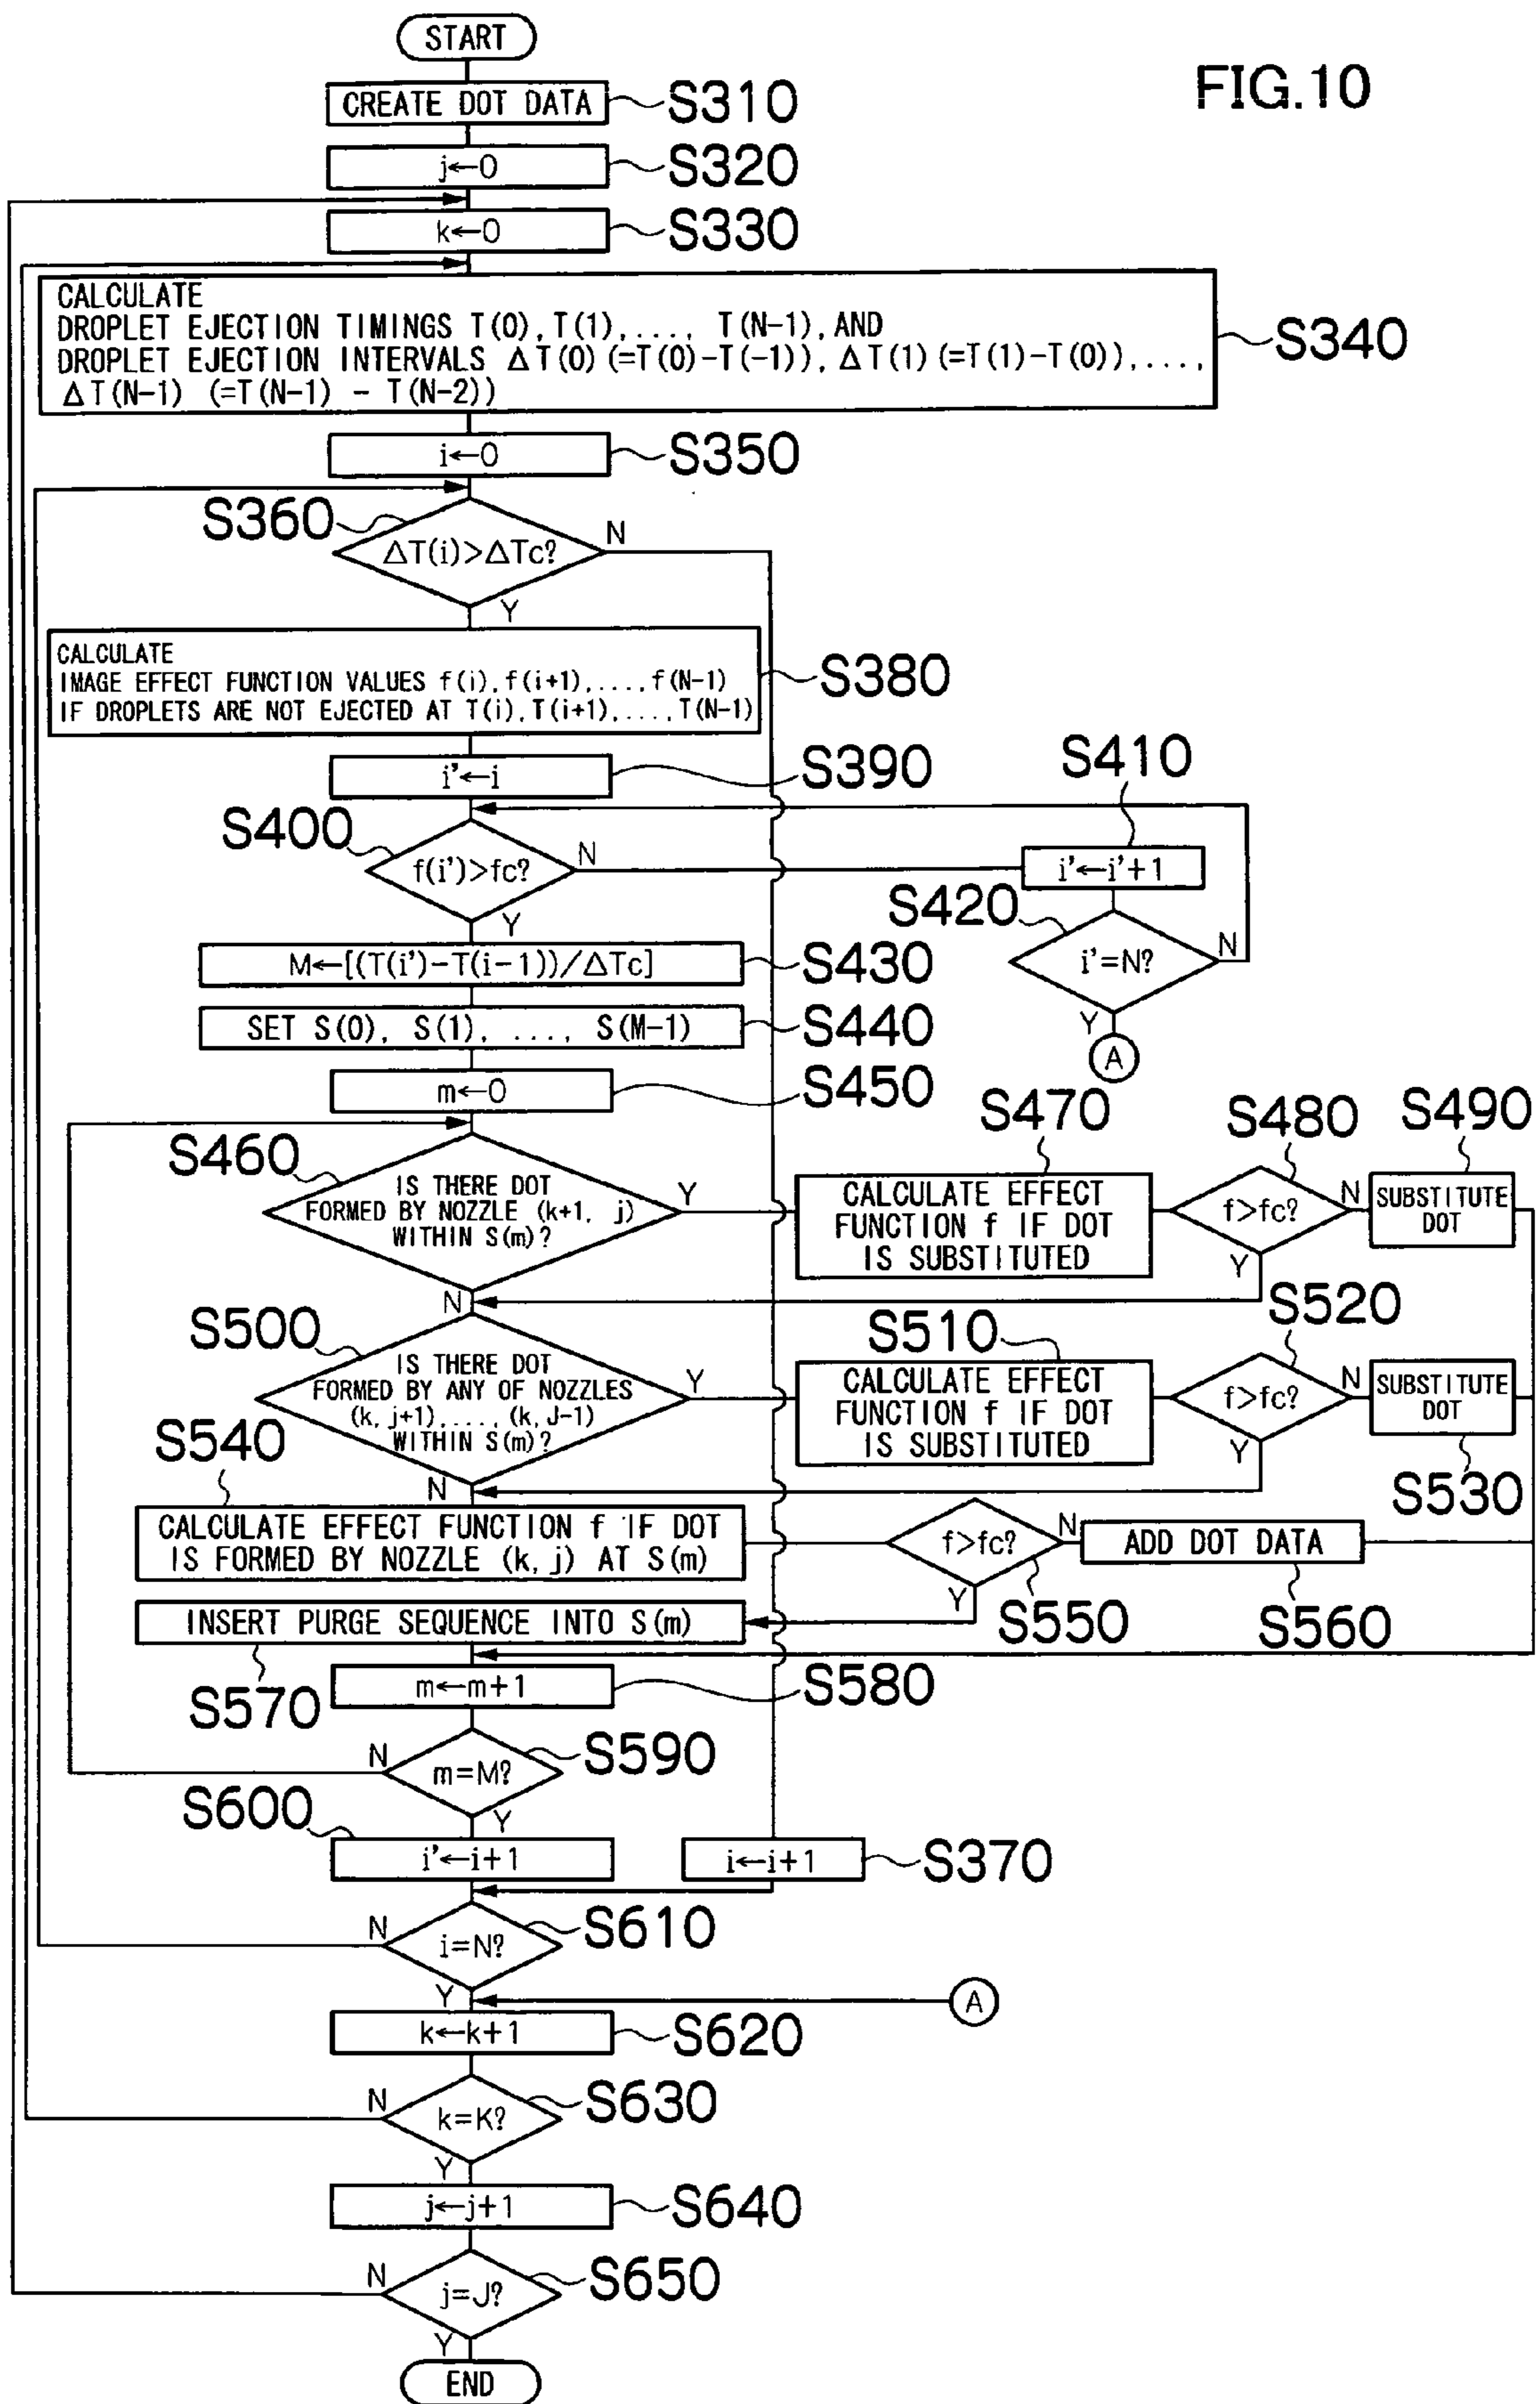 FIG.10
START
CREATE DOT DATA
S310
j←0
S320
k←0
S330
CALCULATE
DROPLET EJECTION TIMINGS T(0), T(1), ...., T(N-1), AND
DROPLET EJECTION INTERVALS ΔT(0) (=T(0)-T(-1)), ΔT(1) (=T(1)-T(0)), ....,
ΔT(N-1) (=T(N-1) - T(N-2))
S340
i←0
S350
S360
ΔT(i)>ΔTc?
N
Y
CALCULATE
IMAGE EFFECT FUNCTION VALUES f(i), f(i+1), ...., f(N-1)
IF DROPLETS ARE NOT EJECTED AT T(i), T(i+1), ...., T(N-1)
S380
i'←i
S390
S400
f(i')>fc?
N
Y
S410
i'←i'+1
S420
i'=N?
N
Y
A
M←[(T(i')-T(i-1))/ΔTc]
S430
SET S(0), S(1), ...., S(M-1)
S440
m←0
S450
S460
IS THERE DOT
FORMED BY NOZZLE (k+1, j)
WITHIN S(m)?
Y
N
S470
CALCULATE EFFECT
FUNCTION f IF DOT
IS SUBSTITUTED
S480
f>fc?
N
Y
S490
SUBSTITUTE
DOT
S500
IS THERE DOT
FORMED BY ANY OF NOZZLES
(k, j+1), ...., (k, J-1)
WITHIN S(m)?
Y
N
S510
CALCULATE EFFECT
FUNCTION f IF DOT
IS SUBSTITUTED
S520
f>fc?
N
Y
SUBSTITUTE
DOT
S530
S540
CALCULATE EFFECT FUNCTION f IF DOT
IS FORMED BY NOZZLE (k, j) AT S(m)
f>fc?
N
Y
S550
ADD DOT DATA
S560
INSERT PURGE SEQUENCE INTO S(m)
S570
m←m+1
S580
m=M?
N
Y
S590
S600
i'←i+1
i←i+1
S370
i=N?
N
Y
S610
A
k←k+1
S620
k=K?
N
Y
S630
j←j+1
S640
j=J?
N
Y
S650
END